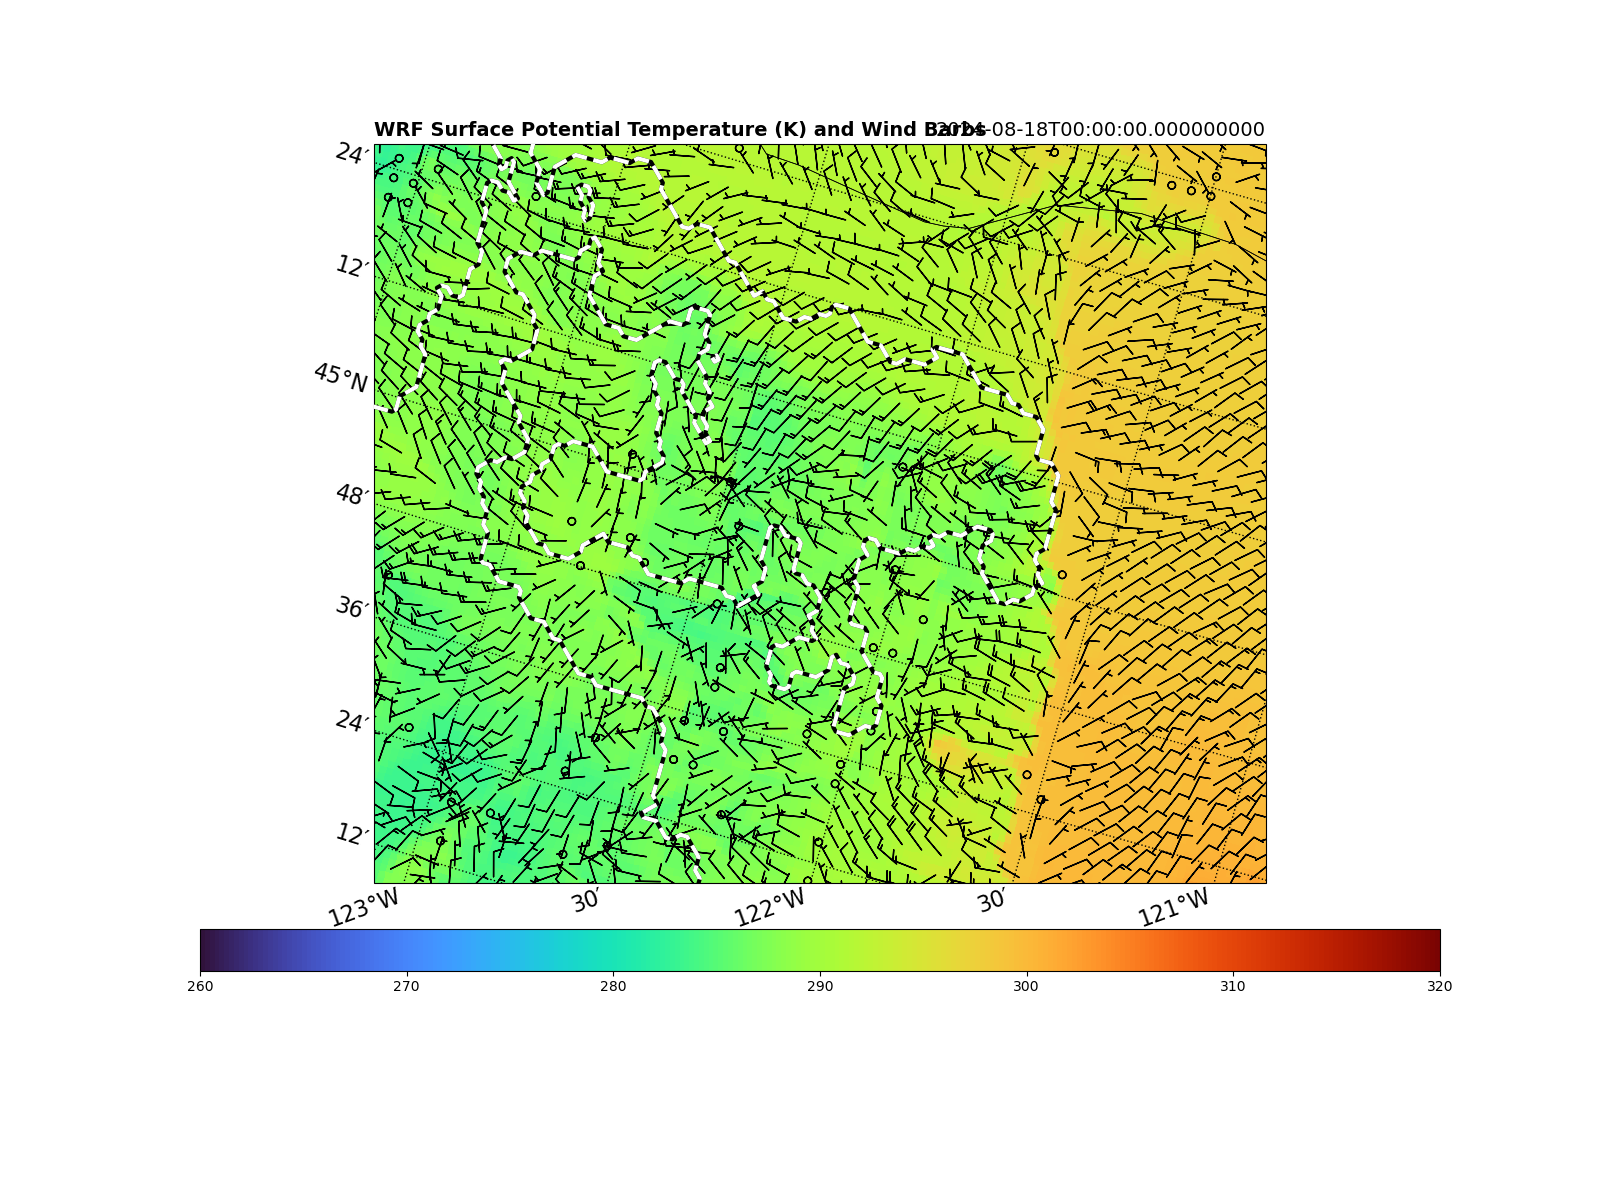 WRF Surface Potential Temperature (K) and Wind Barbs
2024-08-18T00:00:00.000000000
24′
12′
45°N
48′
36′
24′
12′
123°W 30′ 122°W 30′ 121°W
260 270 280 290 300 310 320